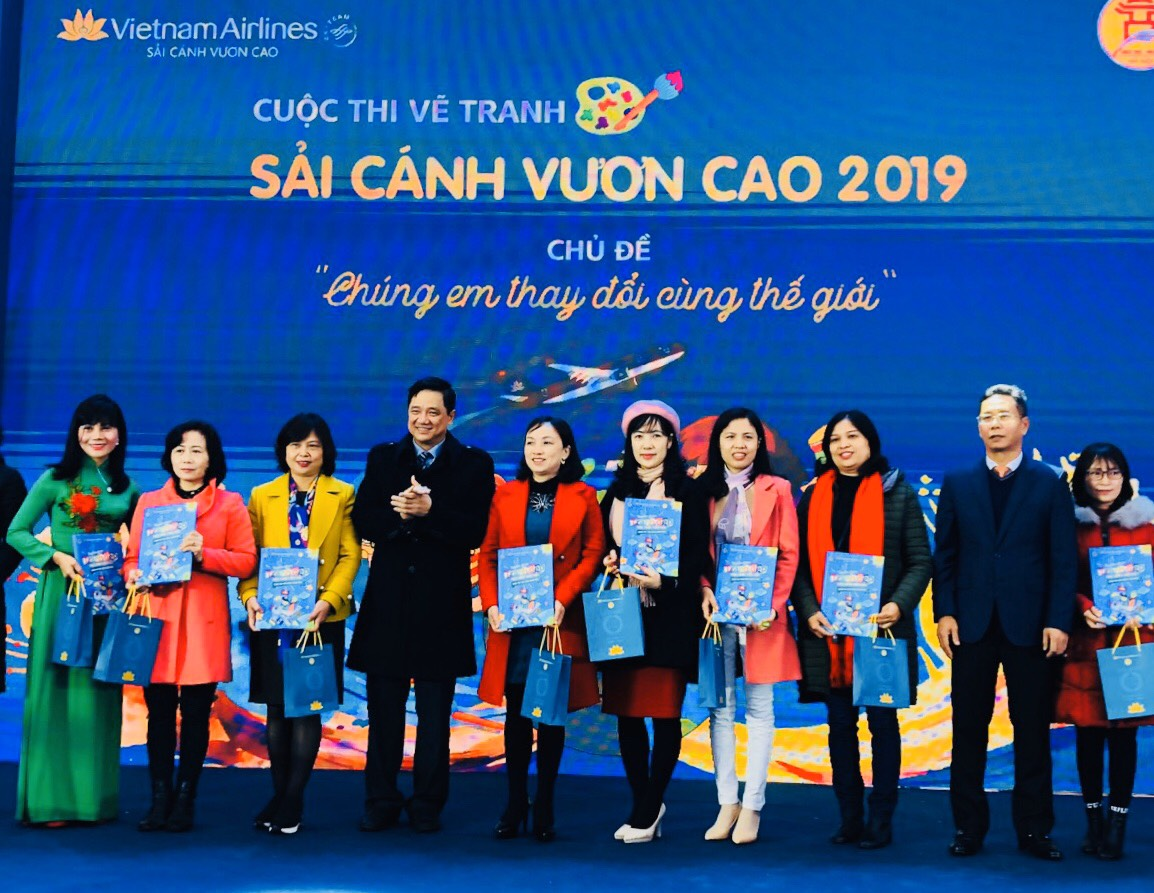 Vietnam Airlines
SẢI CÁNH VƯƠN CAO
CUỘC THI VẼ TRANH
SẢI CÁNH VƯƠN CAO 2019
CHỦ ĐỀ
"Chúng em thay đổi cùng thế giới"